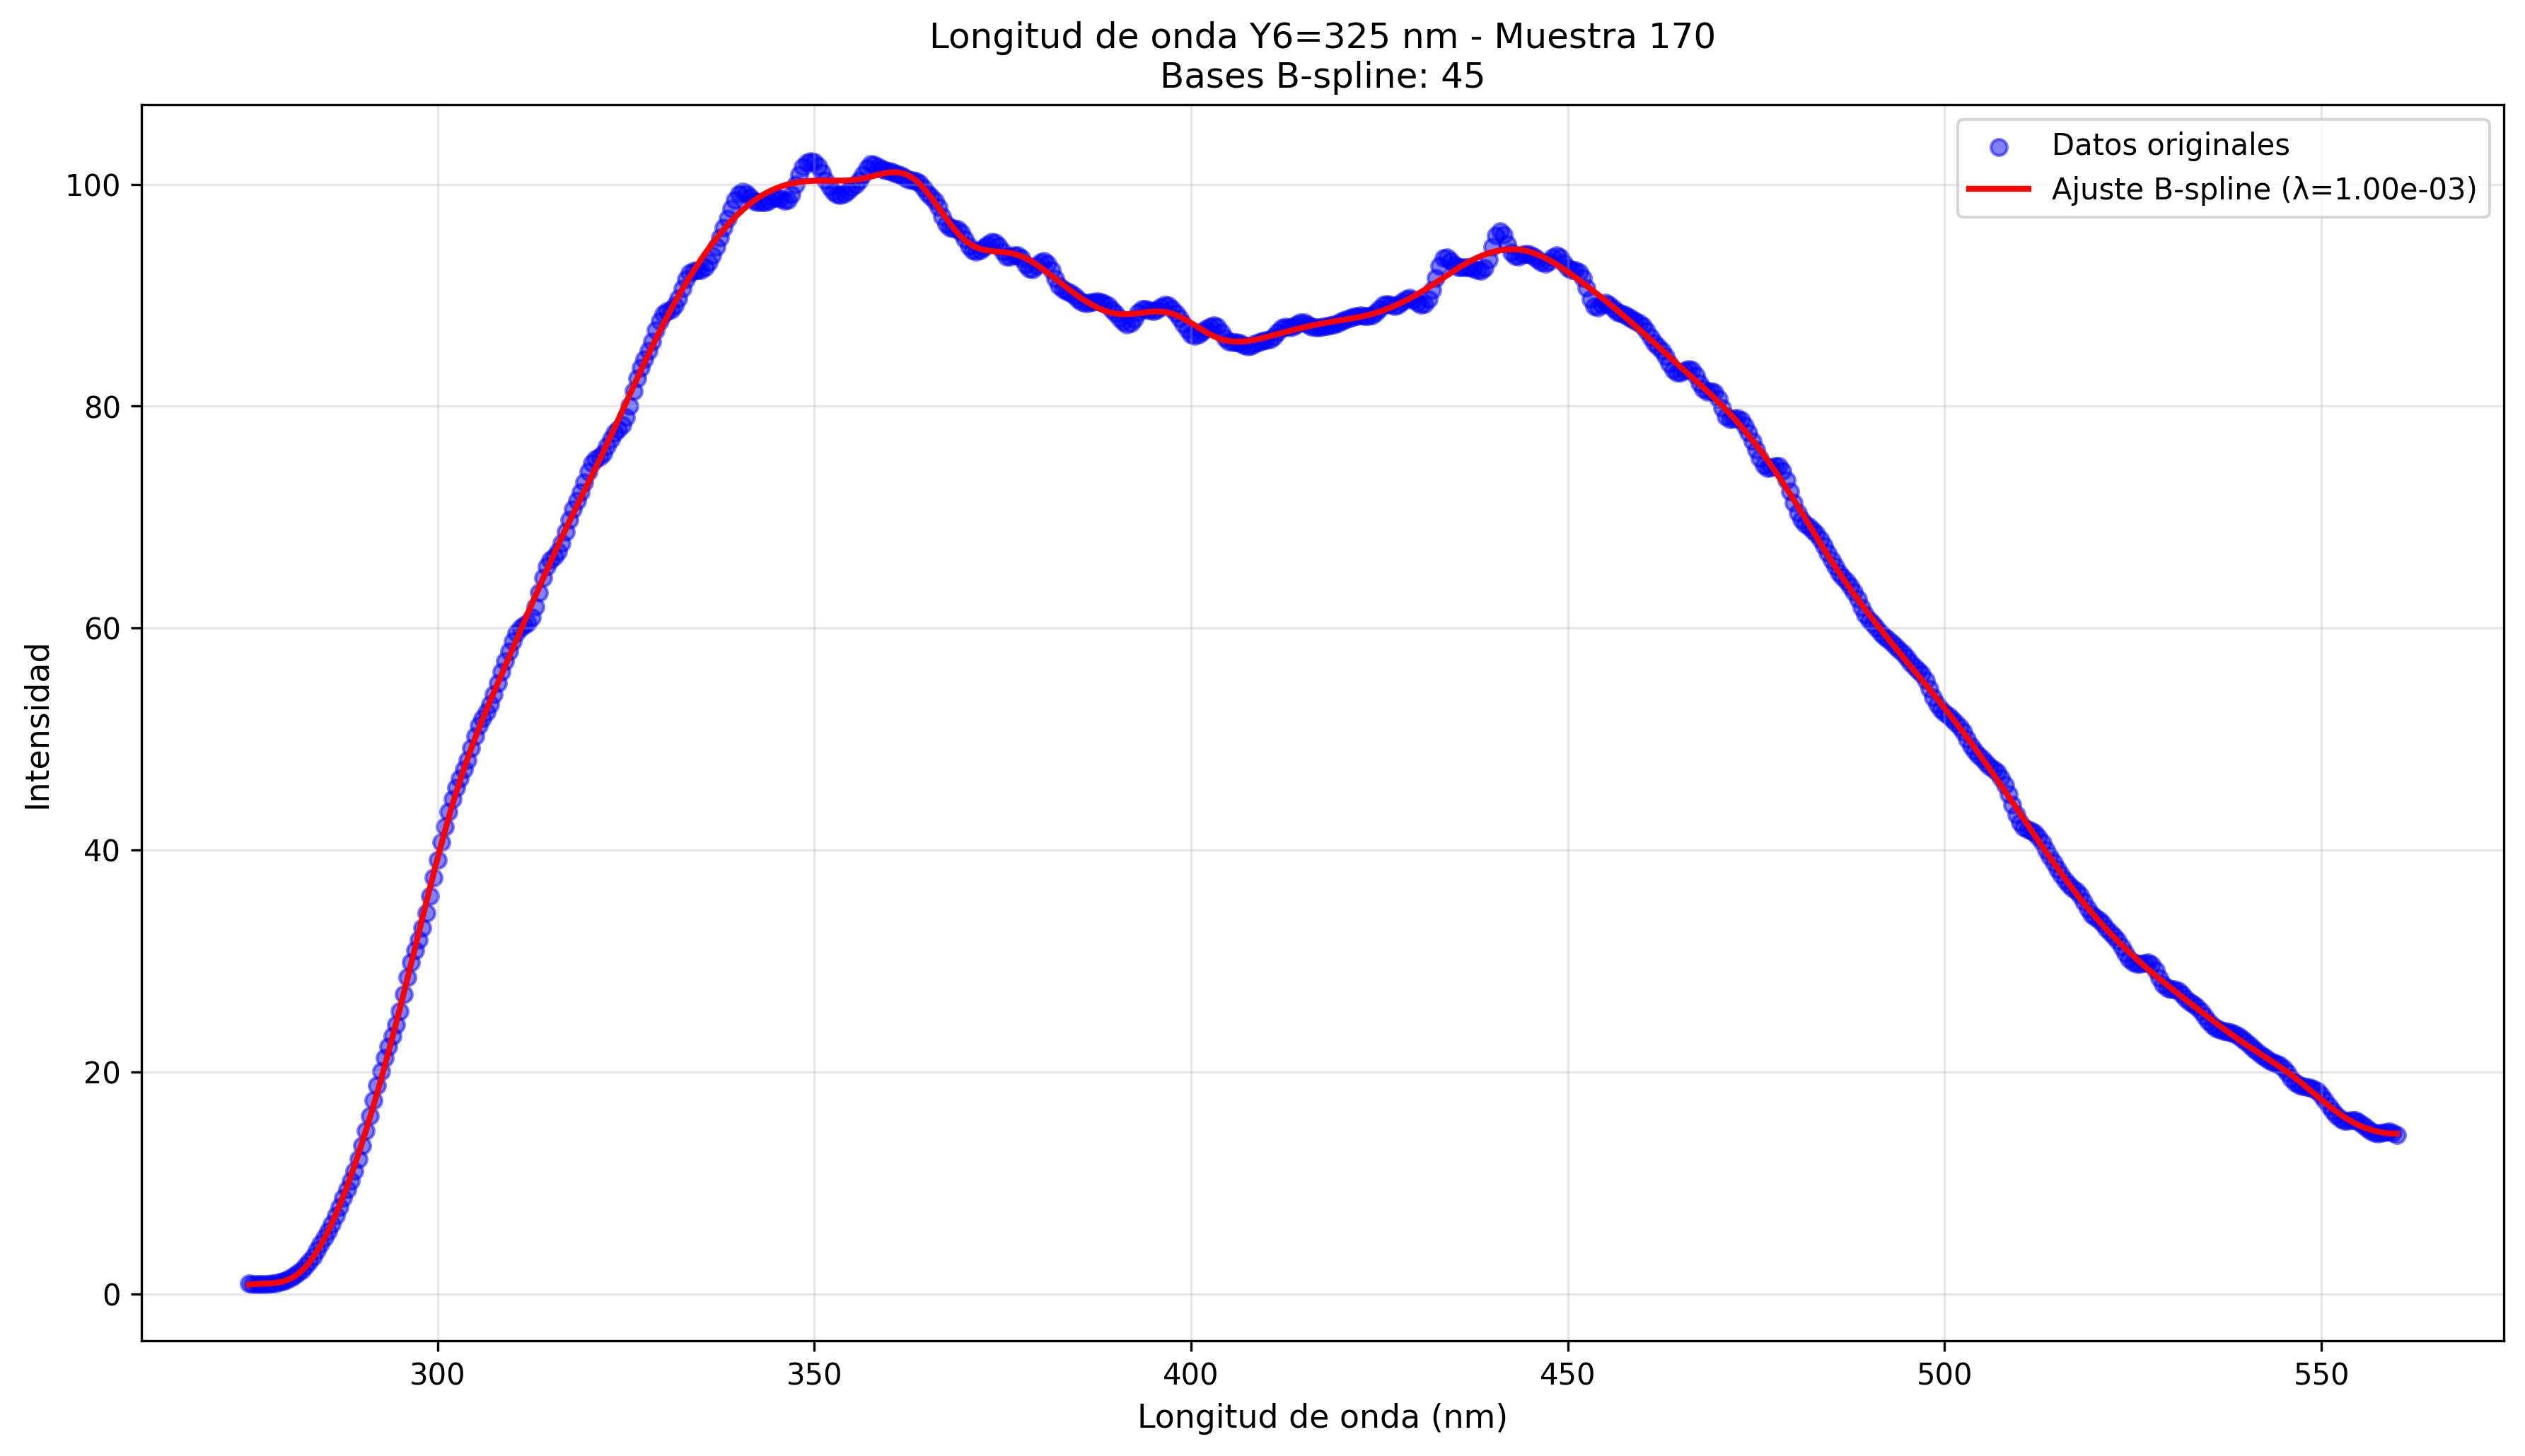 Longitud de onda Y6=325 nm - Muestra 170
Bases B-spline: 45
Datos originales
Ajuste B-spline (λ=1.00e-03)
Intensidad
100
80
60
40
20
0
300 350 400 450 500 550
Longitud de onda (nm)